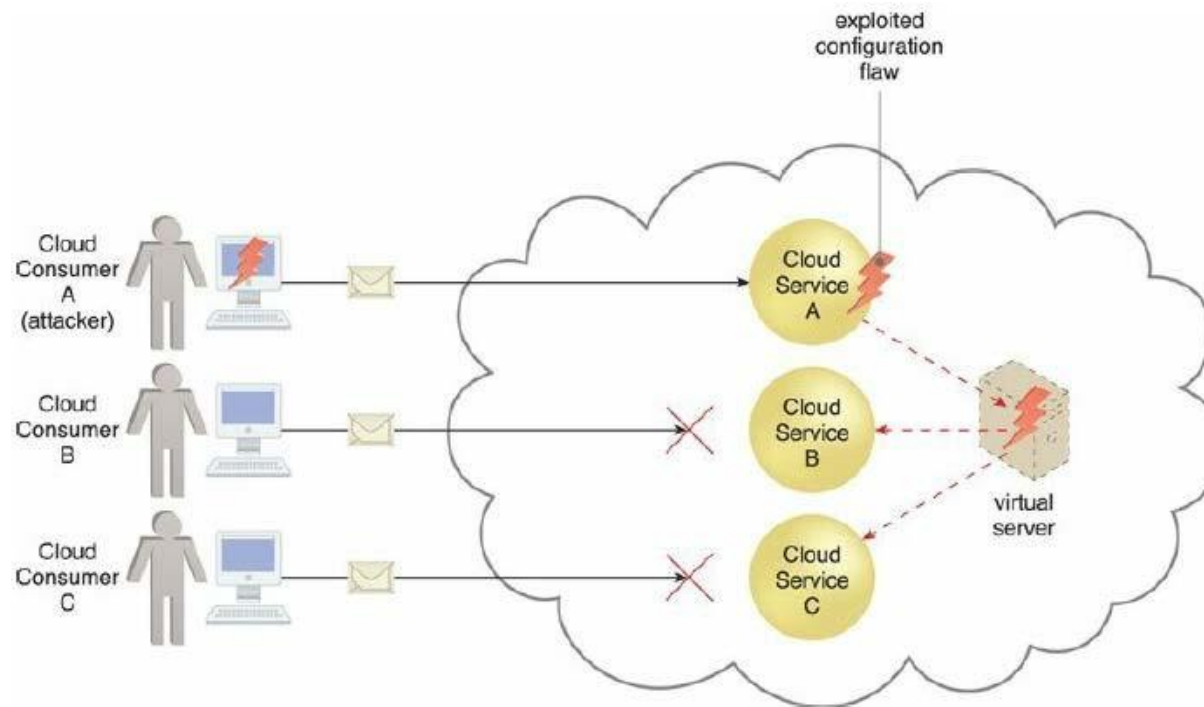 exploited
configuration
flaw
Cloud
Consumer
A
(attacker)
Cloud
Service
A
Cloud
Consumer
B
Cloud
Service
B
virtual
server
Cloud
Consumer
C
Cloud
Service
C